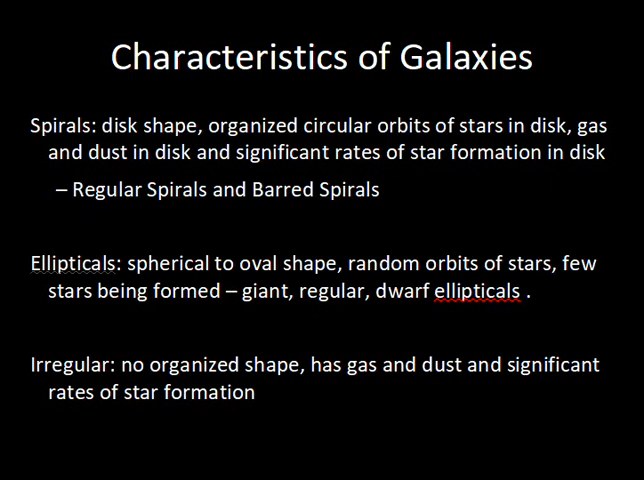 Characteristics of Galaxies
Spirals: disk shape, organized circular orbits of stars in disk, gas
and dust in disk and significant rates of star formation in disk
– Regular Spirals and Barred Spirals
Ellipticals: spherical to oval shape, random orbits of stars, few
stars being formed – giant, regular, dwarf ellipticals .
Irregular: no organized shape, has gas and dust and significant
rates of star formation